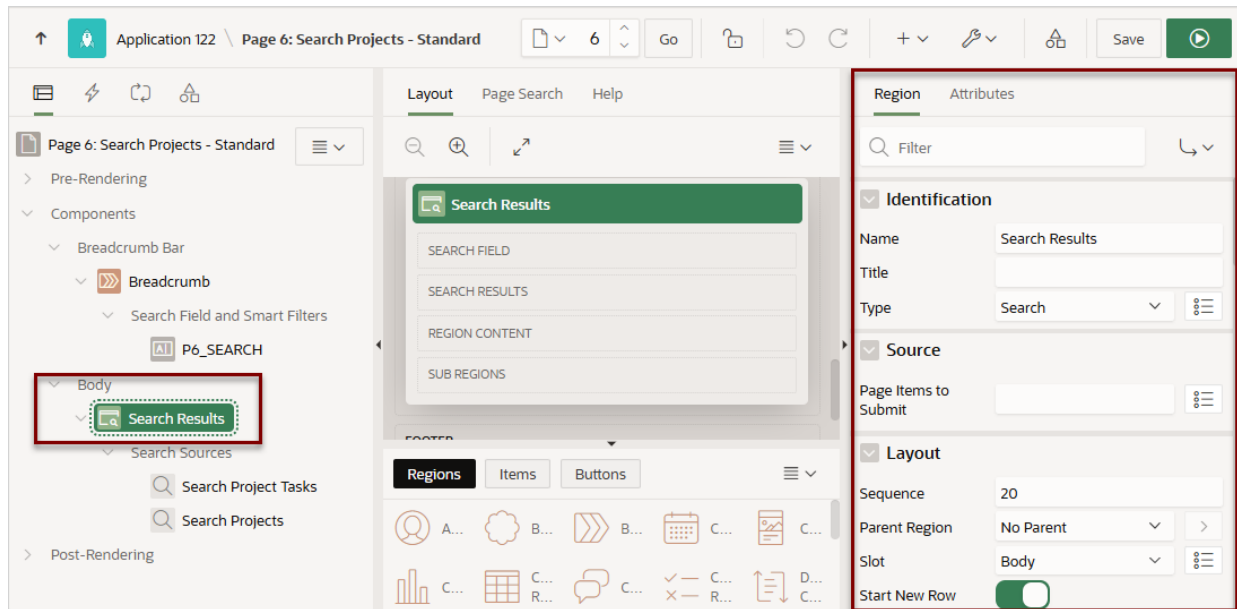 Application 122 \ Page 6: Search Projects - Standard
6
Go
Save
Page 6: Search Projects - Standard
Pre-Rendering
Components
Breadcrumb Bar
Breadcrumb
Search Field and Smart Filters
P6_SEARCH
Body
Search Results
Search Sources
Search Project Tasks
Search Projects
Post-Rendering
Layout
Page Search
Help
Search Results
SEARCH FIELD
SEARCH RESULTS
REGION CONTENT
SUB REGIONS
FOOTER
Regions
Items
Buttons
A...
B...
B...
C...
C...
C...
C...
R...
C...
C...
R...
D...
C...
Region
Attributes
Filter
Identification
Name
Search Results
Title
Type
Search
Source
Page Items to
Submit
Layout
Sequence
20
Parent Region
No Parent
Slot
Body
Start New Row